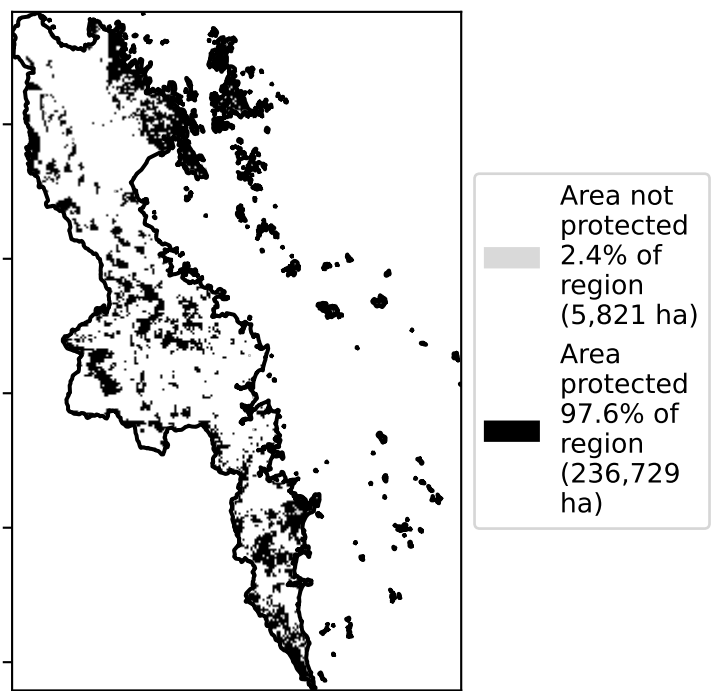 Area not
protected
2.4% of
region
(5,821 ha)
Area
protected
97.6% of
region
(236,729
ha)